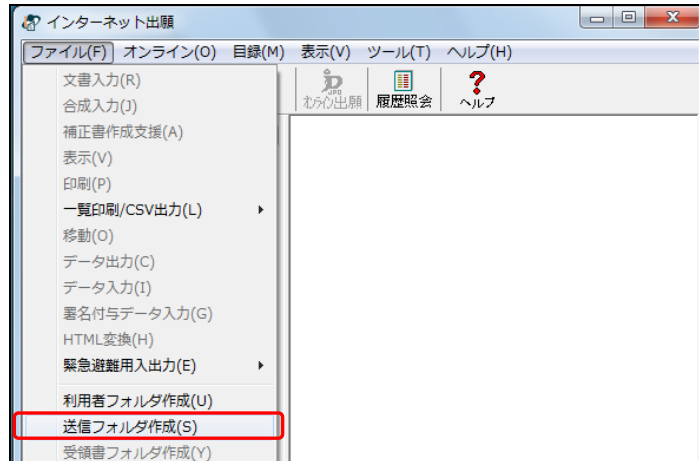 インターネット出願
ファイル(F) オンライン(O) 目録(M) 表示(V) ツール(T) ヘルプ(H)
文書入力(R)
合成入力(J)
補正書作成支援(A)
表示(V)
印刷(P)
一覧印刷/CSV出力(L)
移動(O)
データ出力(C)
データ入力(I)
署名付与データ入力(G)
HTML変換(H)
緊急避難用入出力(E)
利用者フォルダ作成(U)
送信フォルダ作成(S)
受領書フォルダ作成(Y)
JPO
オンライン出願 履歴照会 ヘルプ